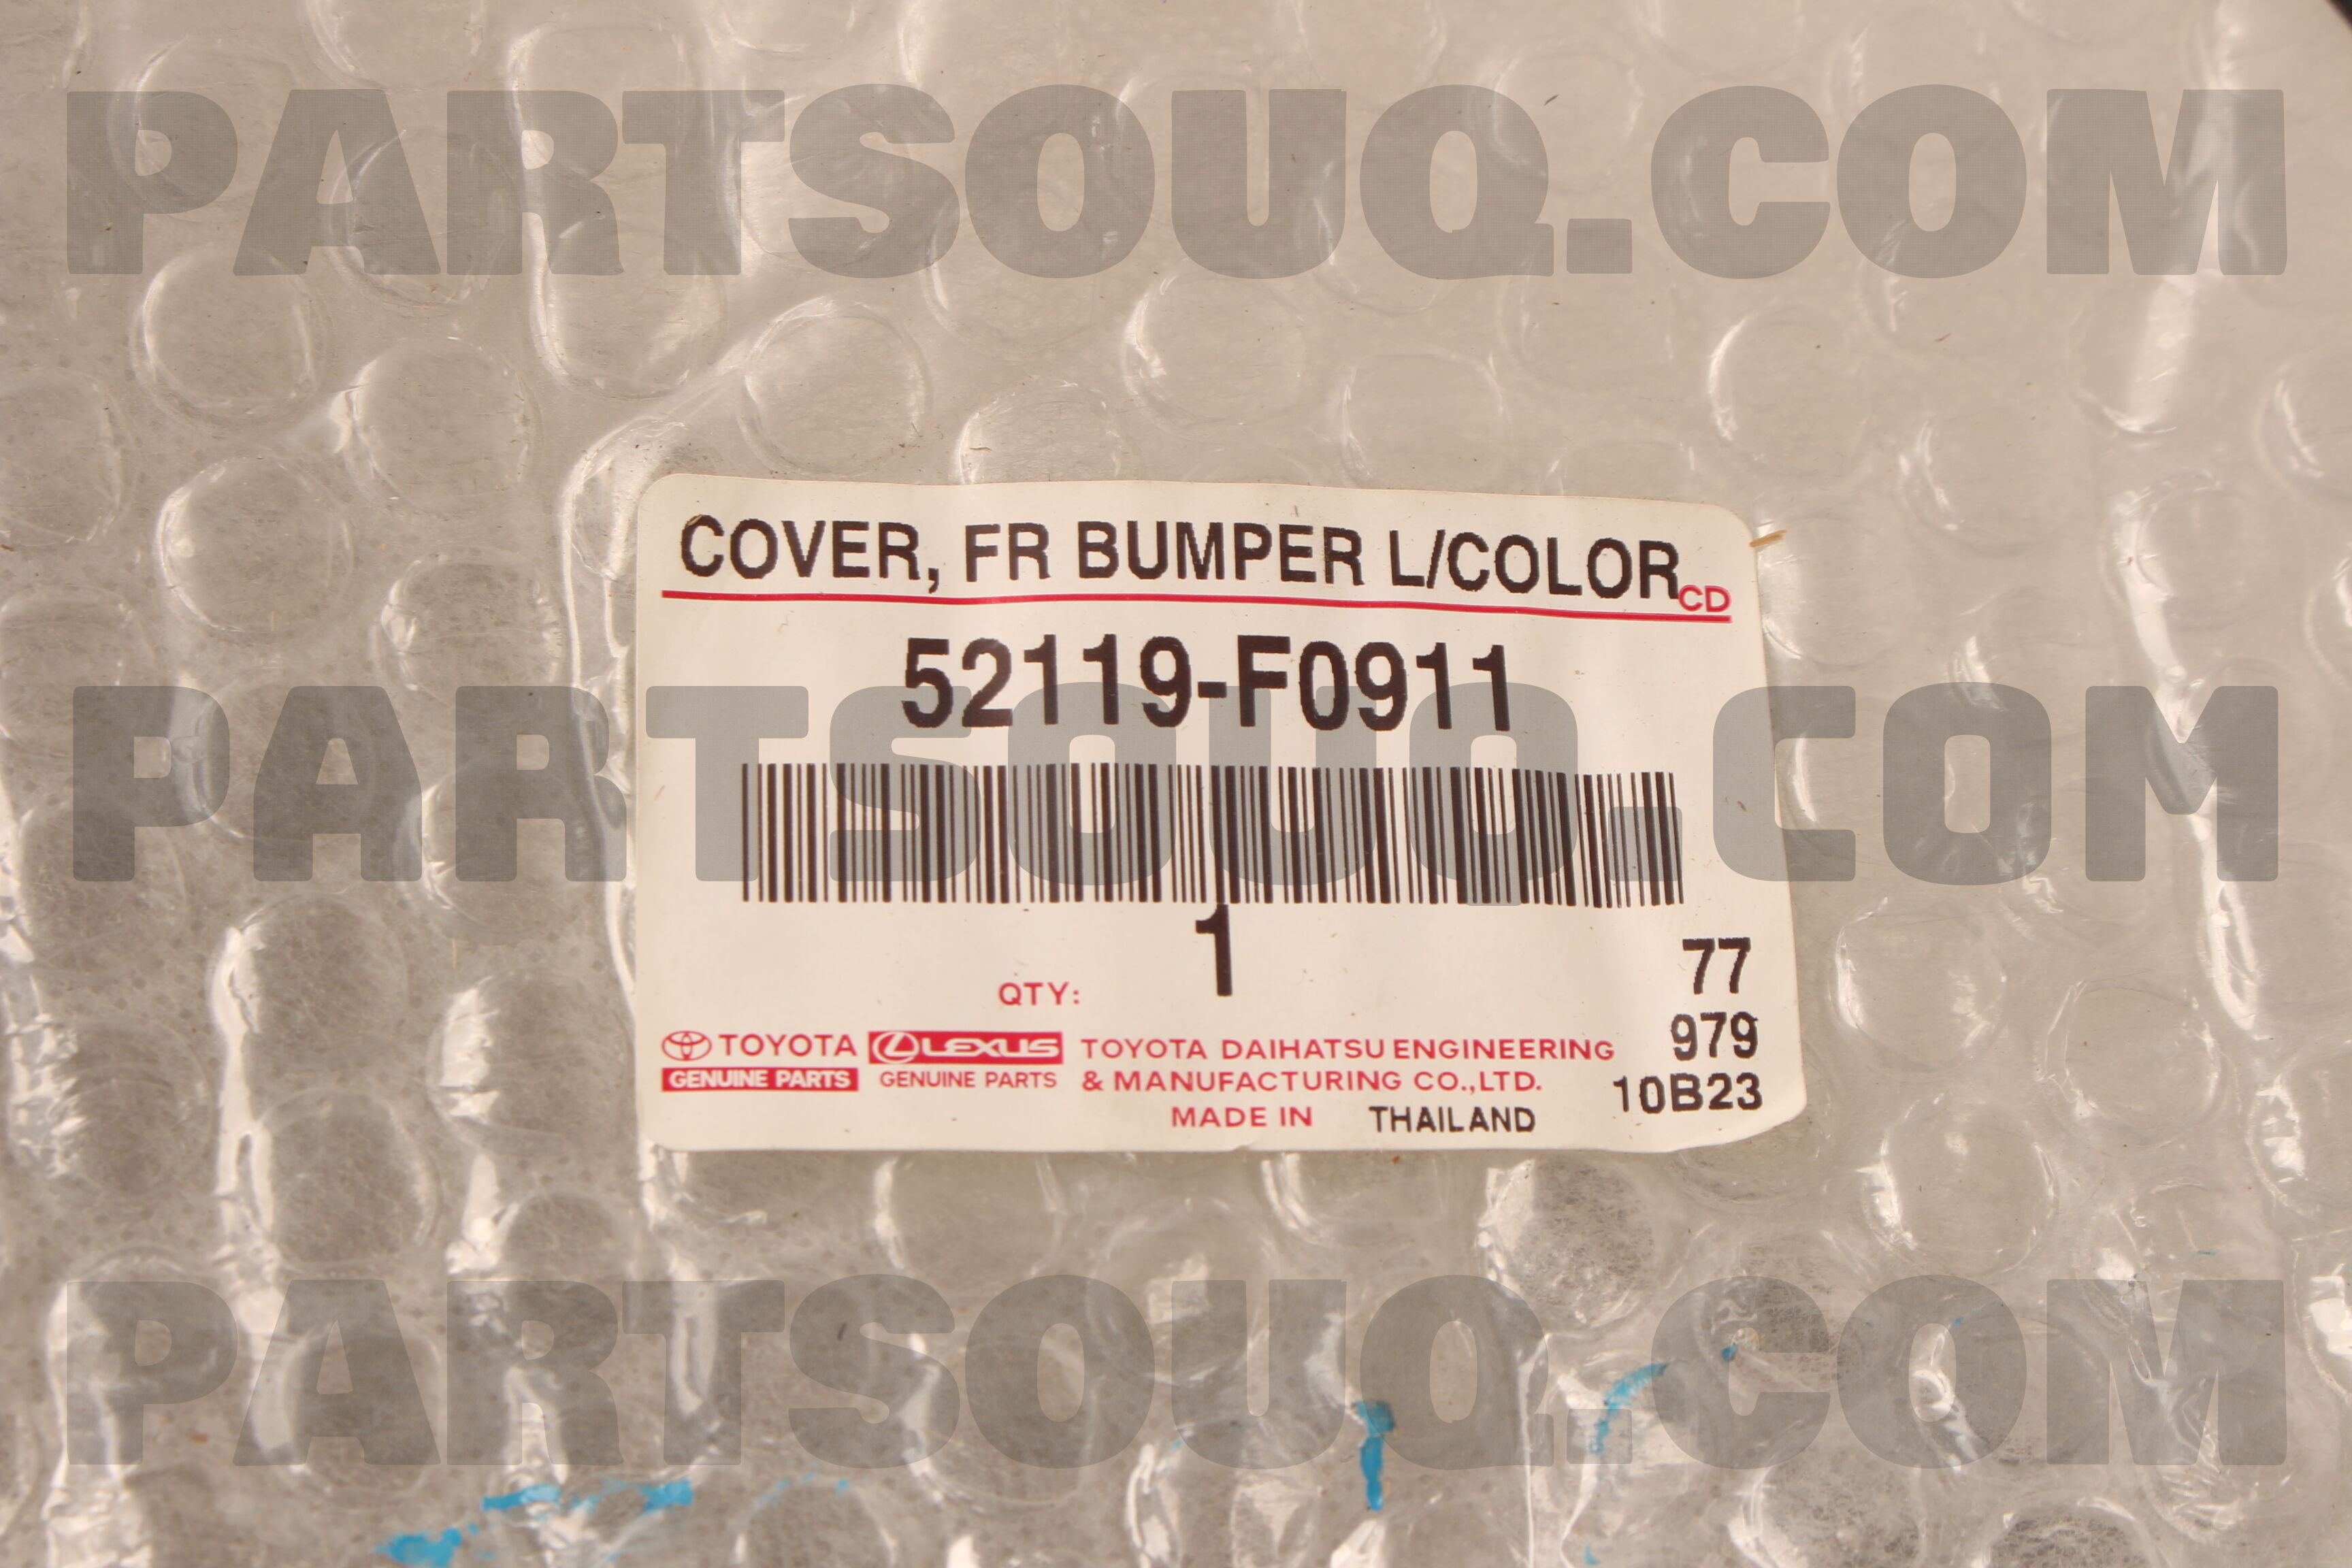 PARTSOUQ.COM
COVER, FR BUMPER L/COLOR
CD
52119-F0911
PARTSOUQ.COM
1
QTY:
77
979
10B23
TOYOTA
GENUINE PARTS
LEXUS
GENUINE PARTS
TOYOTA DAIHATSU ENGINEERING
& MANUFACTURING CO.,LTD.
MADE IN THAILAND
PARTSOUQ.COM